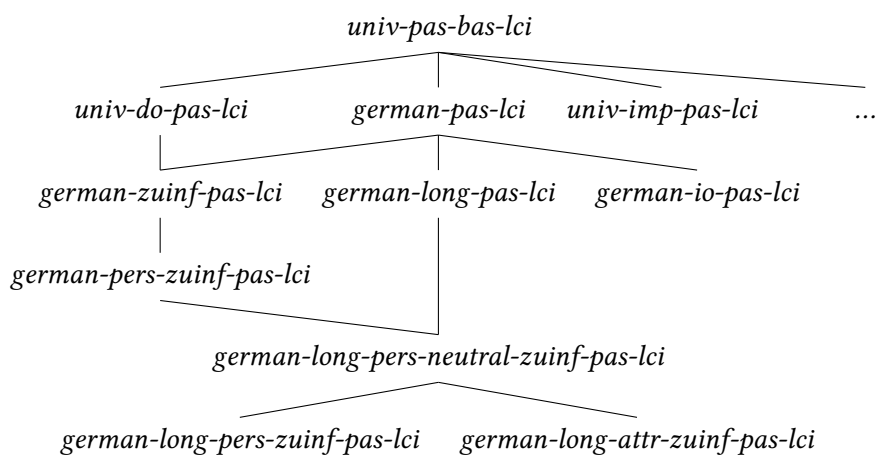 univ-pas-bas-lci
univ-do-pas-lci german-pas-lci univ-imp-pas-lci ...
german-zuinf-pas-lci german-long-pas-lci german-io-pas-lci
german-pers-zuinf-pas-lci
german-long-pers-neutral-zuinf-pas-lci
german-long-pers-zuinf-pas-lci german-long-attr-zuinf-pas-lci